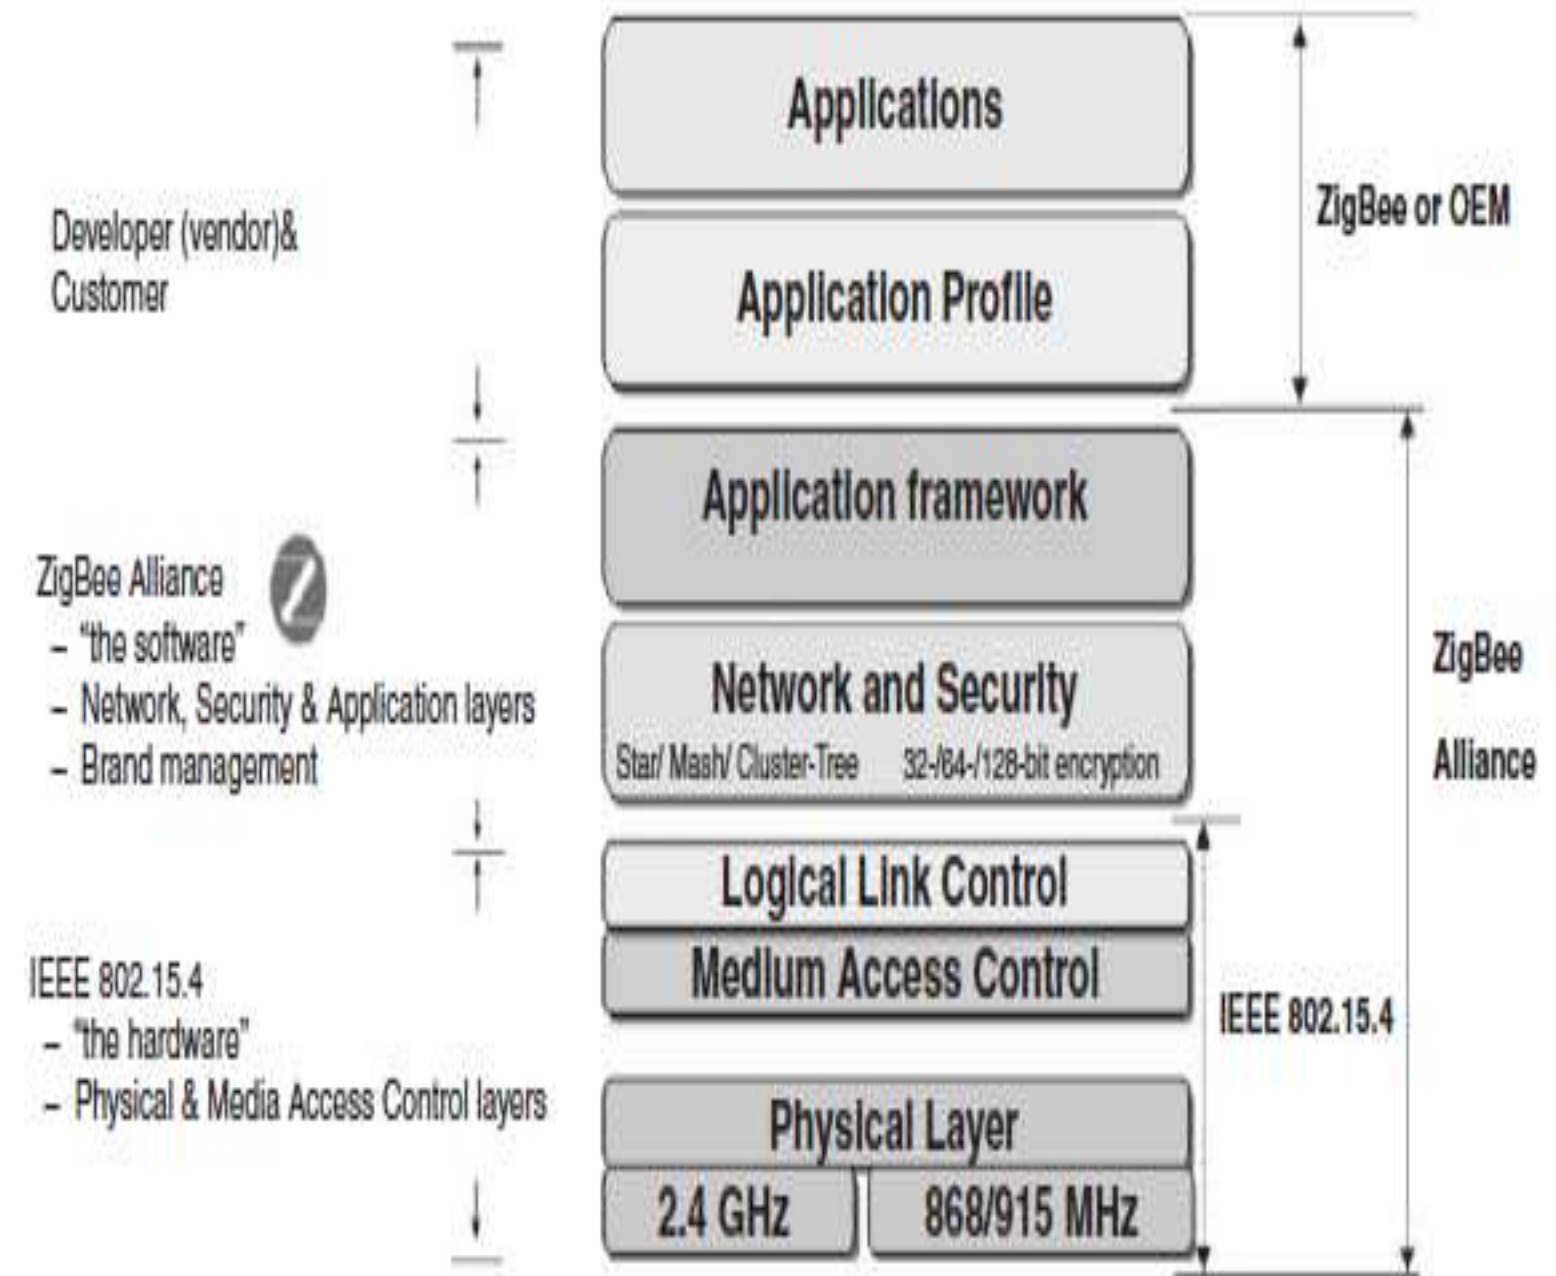 Applications
Application Profile
Developer (vendor)&
Customer
ZigBee or OEM
Application framework
ZigBee Alliance
– "the software"
– Network, Security & Application layers
– Brand management
Network and Security
Star/ Mash/ Cluster-Tree 32-/64-/128-bit encryption
ZigBee
Alliance
Logical Link Control
Medium Access Control
IEEE 802.15.4
– "the hardware"
– Physical & Media Access Control layers
IEEE 802.15.4
Physical Layer
2.4 GHz
868/915 MHz